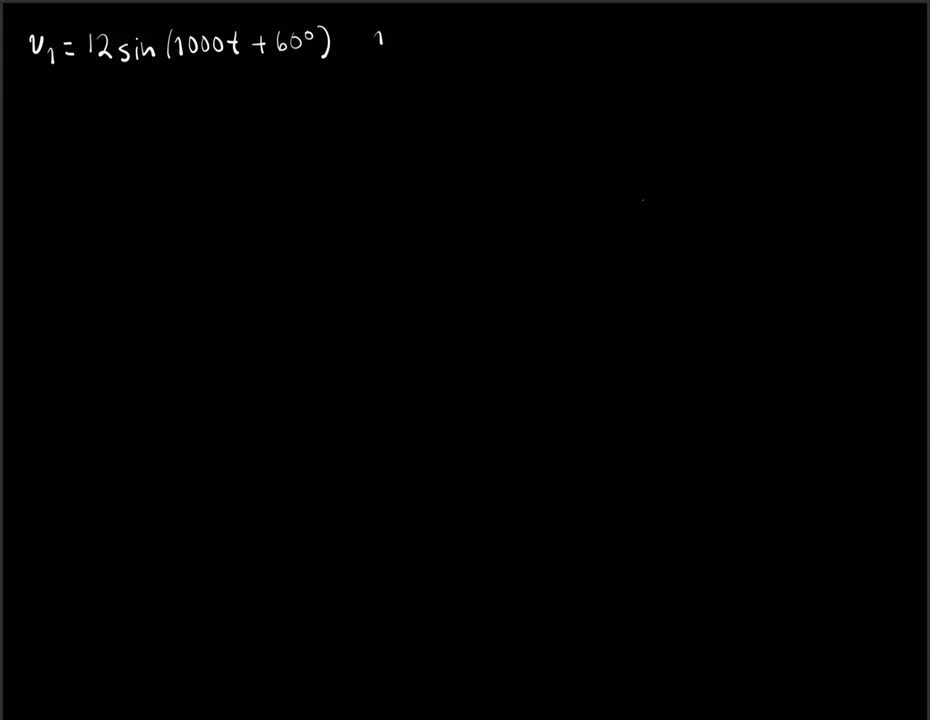 v₁ = 12 sin (1000t + 60°)